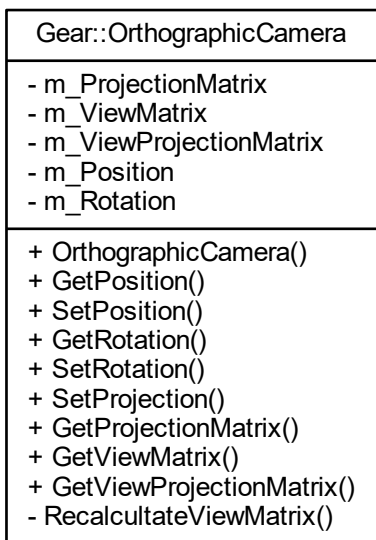 Gear::OrthographicCamera
- m_ProjectionMatrix
- m_ViewMatrix
- m_ViewProjectionMatrix
- m_Position
- m_Rotation
+ OrthographicCamera()
+ GetPosition()
+ SetPosition()
+ GetRotation()
+ SetRotation()
+ SetProjection()
+ GetProjectionMatrix()
+ GetViewMatrix()
+ GetViewProjectionMatrix()
- RecalcultateViewMatrix()